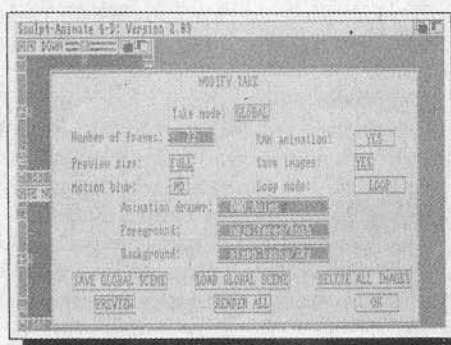 Sculpt-Animate 4-D: Version 2.03
MODIFY TAKE
Take mode: GLOBAL
Number of frames:
RAM animation: YES
Preview size: FULL
Save images: YES
Motion blur: NO
Loop mode: LOOP
Animation drawer:
Foreground:
Background:
SAVE GLOBAL SCENE LOAD GLOBAL SCENE DELETE ALL IMAGES
PREVIEW RENDER ALL OK